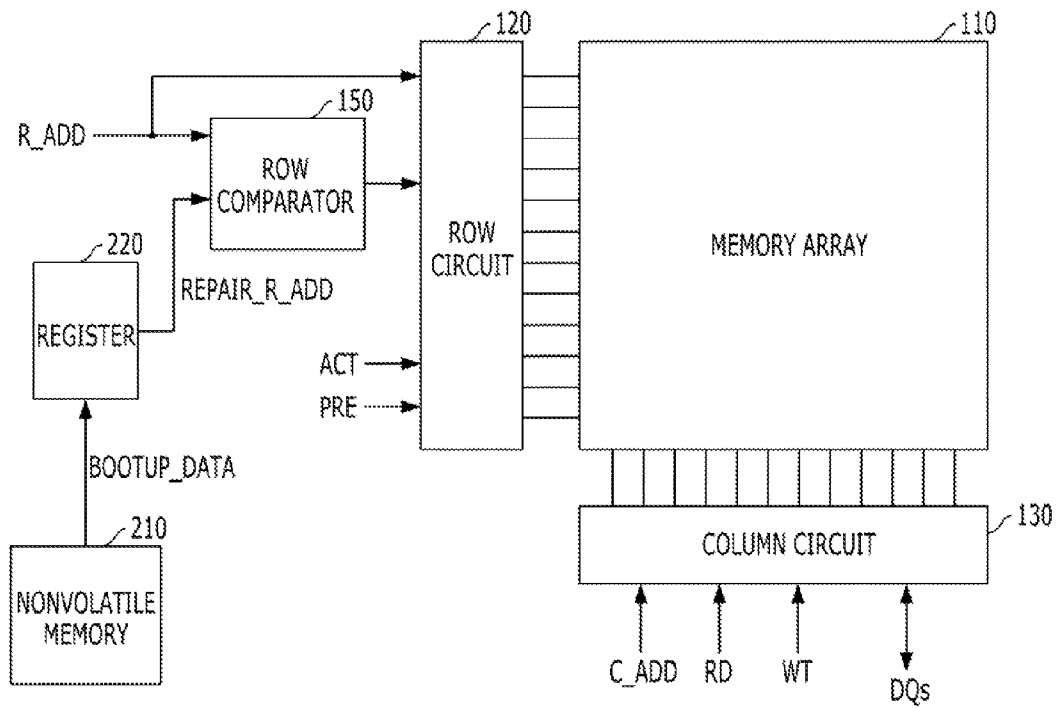 120
110
150
R_ADD
ROW
COMPARATOR
220
REPAIR_R_ADD
REGISTER
ROW
CIRCUIT
MEMORY ARRAY
ACT
PRE
BOOTUP_DATA
210
NONVOLATILE
MEMORY
COLUMN CIRCUIT
130
C_ADD
RD
WT
DQs